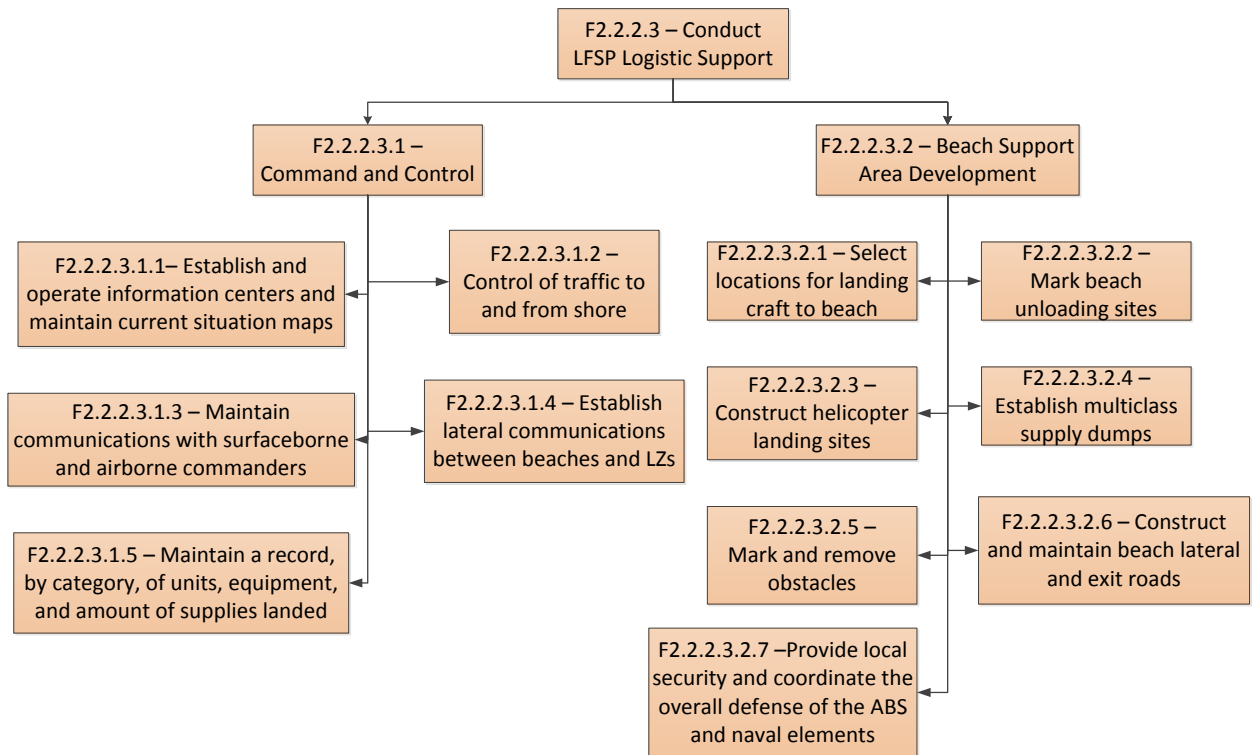 F2.2.2.3 – Conduct
LFSP Logistic Support
F2.2.2.3.1 –
Command and Control
F2.2.2.3.2 – Beach Support
Area Development
F2.2.2.3.1.1– Establish and
operate information centers and
maintain current situation maps
F2.2.2.3.1.2 –
Control of traffic to
and from shore
F2.2.2.3.2.1 – Select
locations for landing
craft to beach
F2.2.2.3.2.2 –
Mark beach
unloading sites
F2.2.2.3.1.3 – Maintain
communications with surfaceborne
and airborne commanders
F2.2.2.3.1.4 – Establish
lateral communications
between beaches and LZs
F2.2.2.3.2.3 –
Construct helicopter
landing sites
F2.2.2.3.2.4 –
Establish multiclass
supply dumps
F2.2.2.3.1.5 – Maintain a record,
by category, of units, equipment,
and amount of supplies landed
F2.2.2.3.2.5 –
Mark and remove
obstacles
F2.2.2.3.2.6 – Construct
and maintain beach lateral
and exit roads
F2.2.2.3.2.7 –Provide local
security and coordinate the
overall defense of the ABS
and naval elements